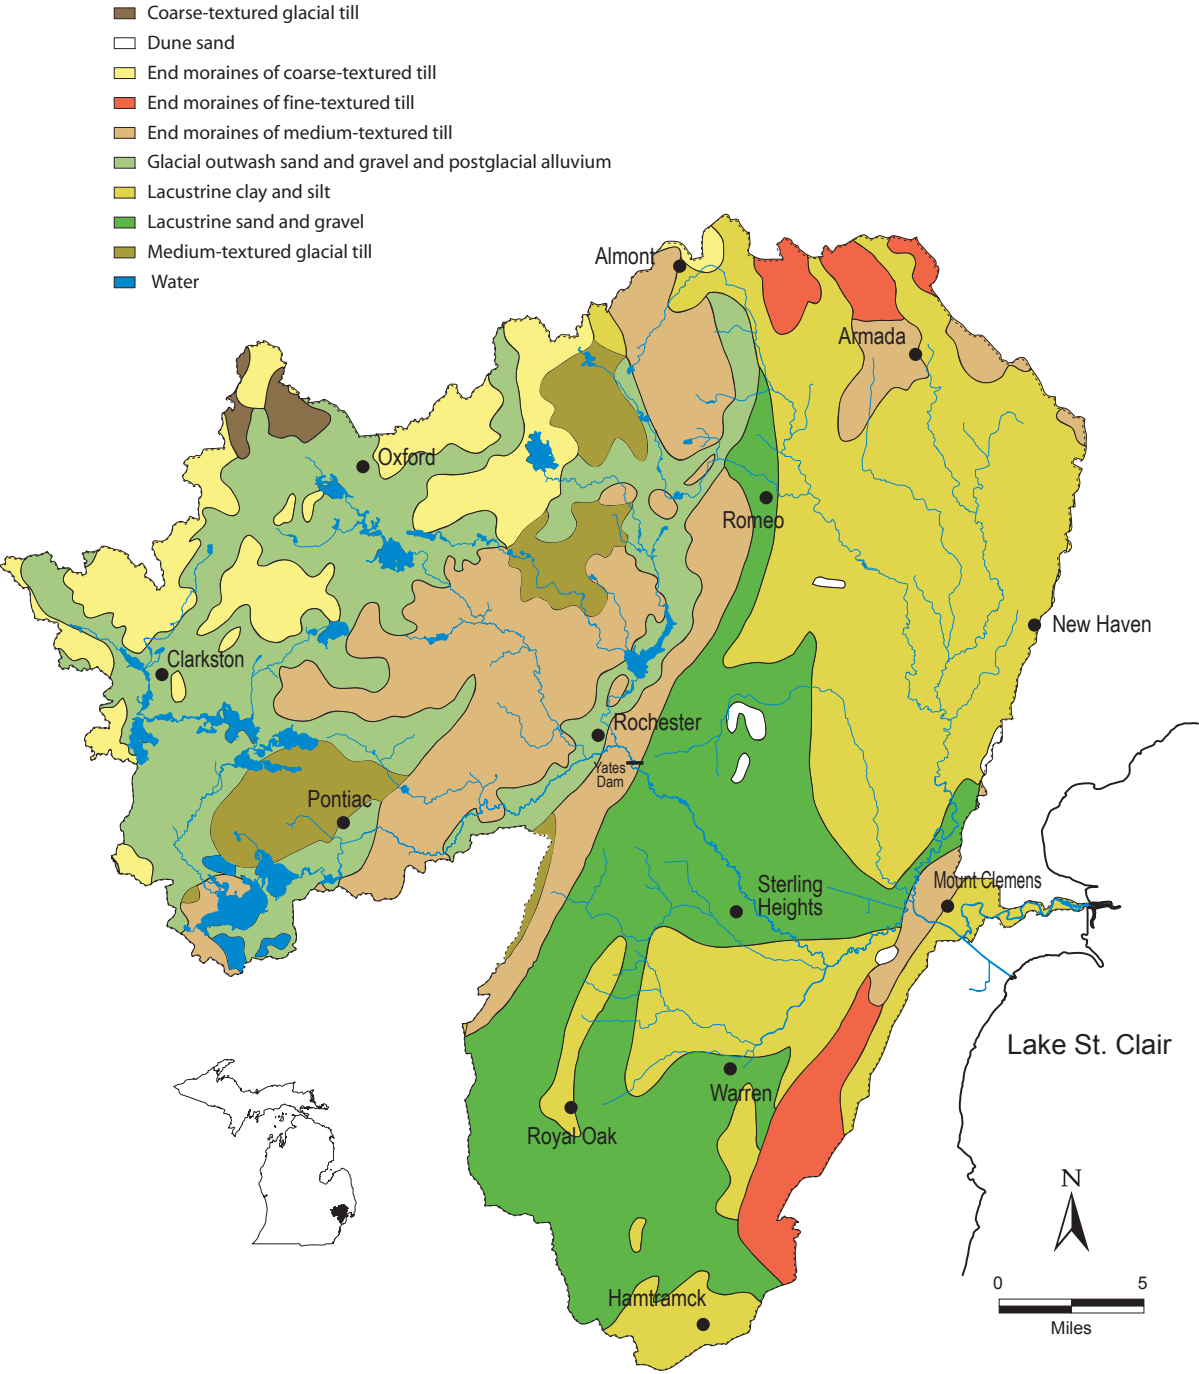 Coarse-textured glacial till
Dune sand
End moraines of coarse-textured till
End moraines of fine-textured till
End moraines of medium-textured till
Glacial outwash sand and gravel and postglacial alluvium
Lacustrine clay and silt
Lacustrine sand and gravel
Medium-textured glacial till
Water
Almont
Armada
Oxford
Romeo
New Haven
Clarkston
Rochester
Yates
Dam
Pontiac
Sterling
Heights
Mount Clemens
Lake St. Clair
Warren
Royal Oak
Hamtramck
N
0 5
Miles